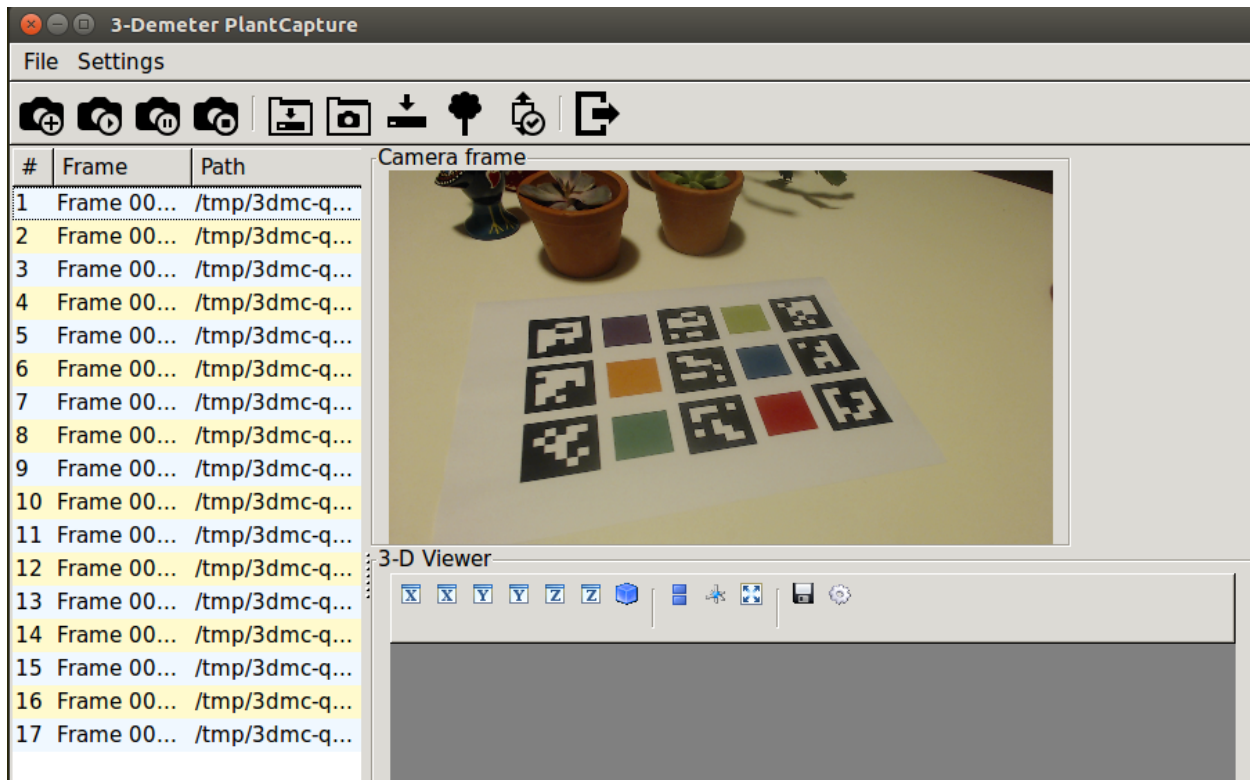 3-Demeter PlantCapture
File Settings
# Frame Path
1 Frame 00... /tmp/3dmc-q...
2 Frame 00... /tmp/3dmc-q...
3 Frame 00... /tmp/3dmc-q...
4 Frame 00... /tmp/3dmc-q...
5 Frame 00... /tmp/3dmc-q...
6 Frame 00... /tmp/3dmc-q...
7 Frame 00... /tmp/3dmc-q...
8 Frame 00... /tmp/3dmc-q...
9 Frame 00... /tmp/3dmc-q...
10 Frame 00... /tmp/3dmc-q...
11 Frame 00... /tmp/3dmc-q...
12 Frame 00... /tmp/3dmc-q...
13 Frame 00... /tmp/3dmc-q...
14 Frame 00... /tmp/3dmc-q...
15 Frame 00... /tmp/3dmc-q...
16 Frame 00... /tmp/3dmc-q...
17 Frame 00... /tmp/3dmc-q...
Camera frame
3-D Viewer
X X Y Y Z Z